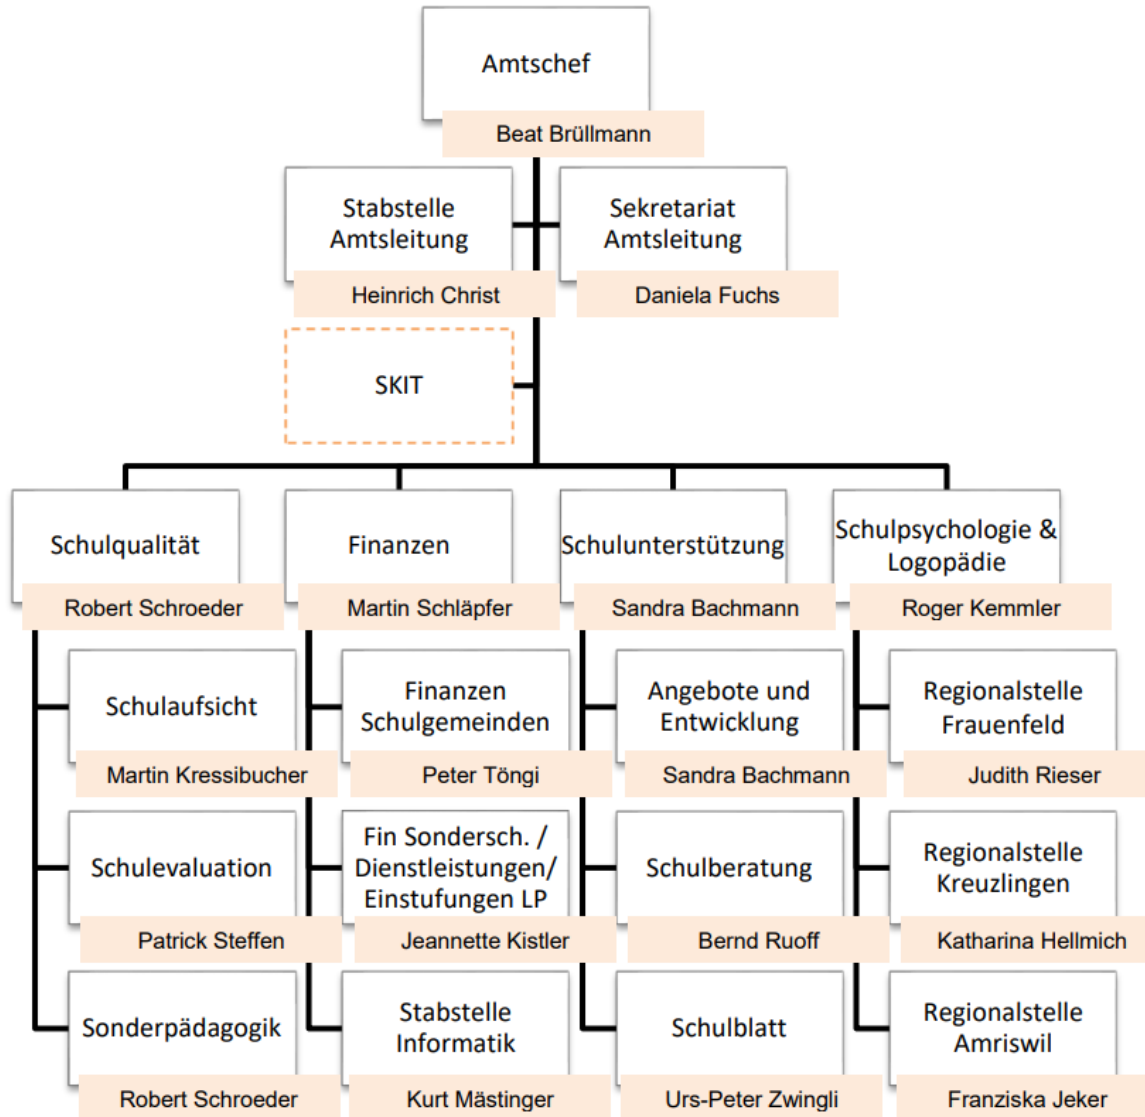 Amtschef
Beat Brüllmann
Stabstelle
Amtsleitung
Heinrich Christ
Sekretariat
Amtsleitung
Daniela Fuchs
SKIT
Schulqualität
Robert Schroeder
Finanzen
Martin Schläpfer
Schulunterstützung
Sandra Bachmann
Schulpsychologie &
Logopädie
Roger Kemmler
Schulaufsicht
Martin Kressibucher
Finanzen
Schulgemeinden
Peter Töngi
Angebote und
Entwicklung
Sandra Bachmann
Regionalstelle
Frauenfeld
Judith Rieser
Schulevaluation
Patrick Steffen
Fin Sondersch. /
Dienstleistungen/
Einstufungen LP
Jeannette Kistler
Schulberatung
Bernd Ruoff
Regionalstelle
Kreuzlingen
Katharina Hellmich
Sonderpädagogik
Robert Schroeder
Stabstelle
Informatik
Kurt Mästinger
Schulblatt
Urs-Peter Zwingli
Regionalstelle
Amriswil
Franziska Jeker